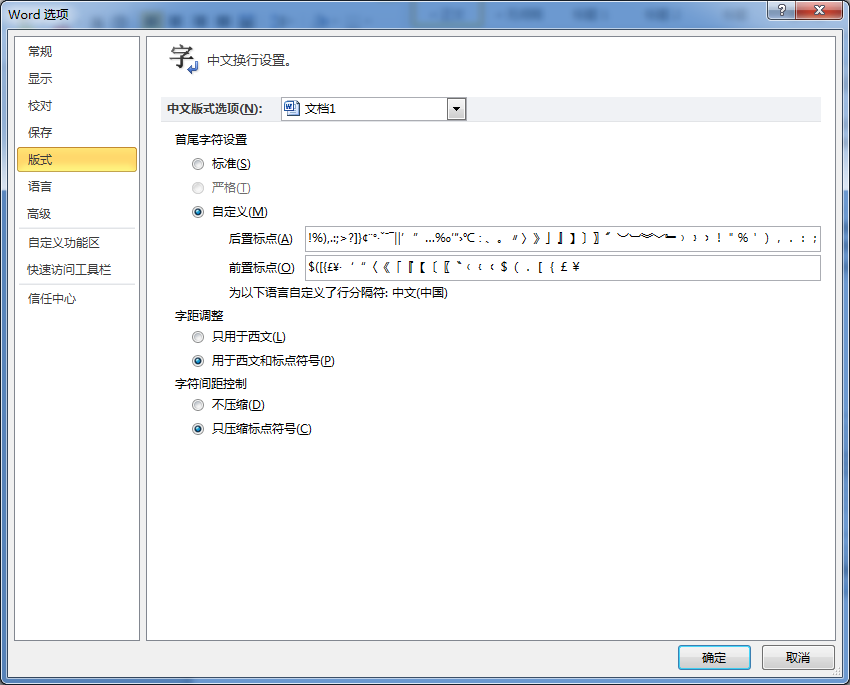 Word 选项
常规
显示
校对
保存
版式
语言
高级
自定义功能区
快速访问工具栏
信任中心
中文换行设置。
中文版式选项(N):
文档1
首尾字符设置
标准(S)
严格(T)
自定义(M)
后置标点(A)
!%),.:;>?]}¢¨°·ˇˉ―‖’”…‰′″›℃∶、。〃〉》」』】〕〗〞︶︺︾﹀﹄﹚﹜﹞!"%'),.:;
前置标点(O)
$([{£¥·‘“〈《「『【〔〖〝﹙﹛﹝$(.[{£¥
为以下语言自定义了行分隔符: 中文(中国)
字距调整
只用于西文(L)
用于西文和标点符号(P)
字符间距控制
不压缩(D)
只压缩标点符号(C)
确定
取消